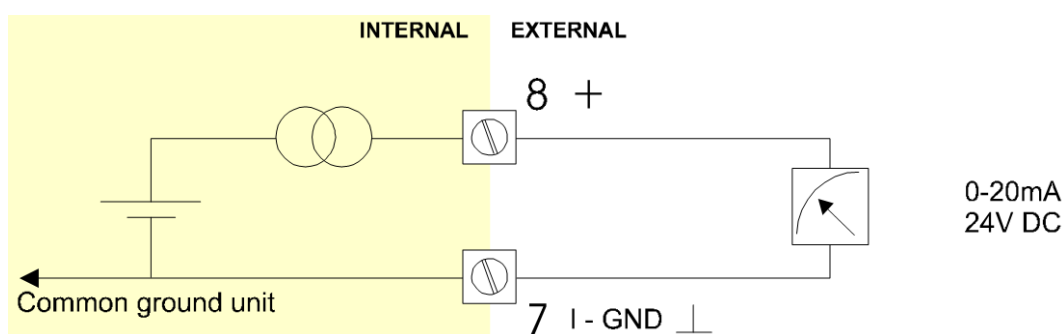 INTERNAL EXTERNAL
8 +
0-20mA
24V DC
Common ground unit
7 I - GND